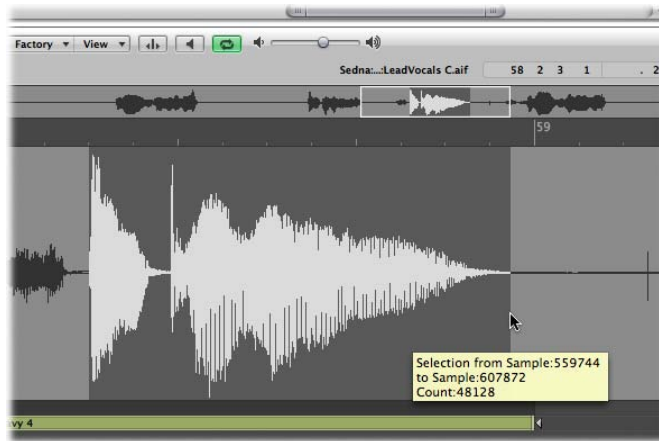 Factory View
Sedna:...:LeadVocals C.aif 58 2 3 1 . 2
59
Selection from Sample:559744
to Sample:607872
Count:48128
vy 4